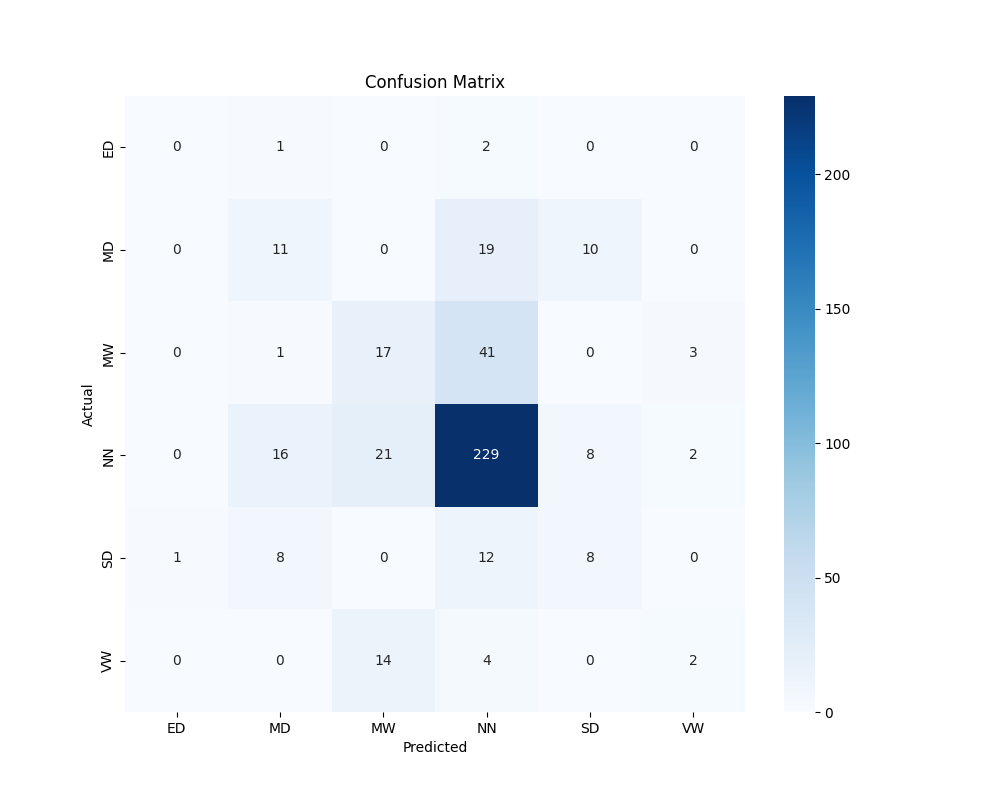 Confusion Matrix
ED 0 1 0 2 0 0
MD 0 11 0 19 10 0
MW 0 1 17 41 0 3
NN 0 16 21 229 8 2
SD 1 8 0 12 8 0
VW 0 0 14 4 0 2
ED MD MW NN SD VW
Predicted
Actual
200
150
100
50
0